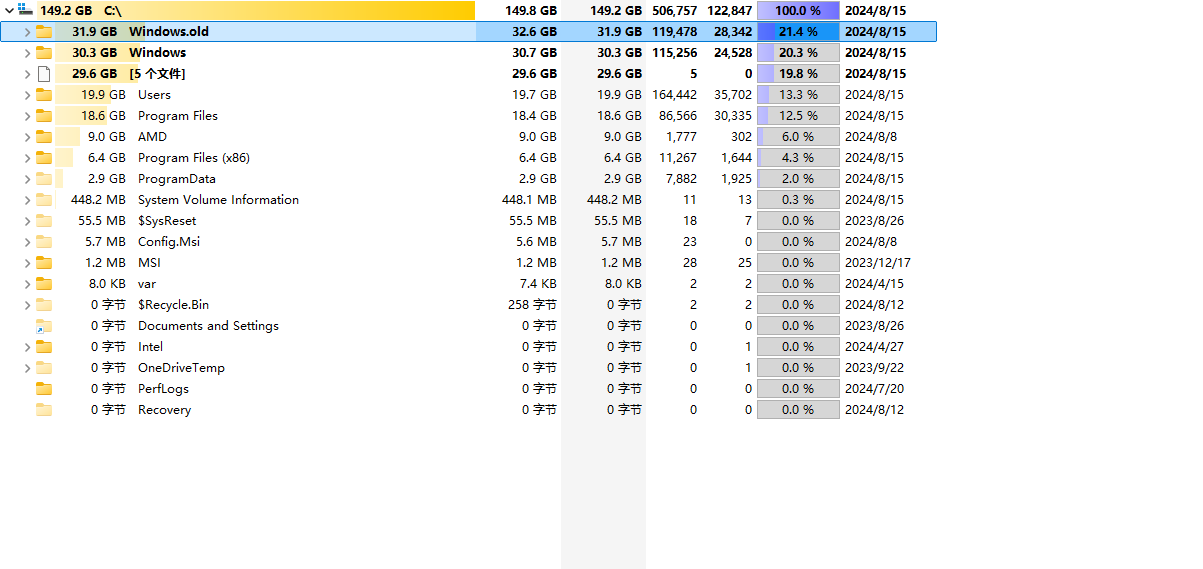 149.2 GB C:\ 149.8 GB 149.2 GB 506,757 122,847 100.0 % 2024/8/15
31.9 GB Windows.old 32.6 GB 31.9 GB 119,478 28,342 21.4 % 2024/8/15
30.3 GB Windows 30.7 GB 30.3 GB 115,256 24,528 20.3 % 2024/8/15
29.6 GB [5 个文件] 29.6 GB 29.6 GB 5 0 19.8 % 2024/8/15
19.9 GB Users 19.7 GB 19.9 GB 164,442 35,702 13.3 % 2024/8/15
18.6 GB Program Files 18.4 GB 18.6 GB 86,566 30,335 12.5 % 2024/8/15
9.0 GB AMD 9.0 GB 9.0 GB 1,777 302 6.0 % 2024/8/8
6.4 GB Program Files (x86) 6.4 GB 6.4 GB 11,267 1,644 4.3 % 2024/8/15
2.9 GB ProgramData 2.9 GB 2.9 GB 7,882 1,925 2.0 % 2024/8/15
448.2 MB System Volume Information 448.1 MB 448.2 MB 11 13 0.3 % 2024/8/15
55.5 MB $SysReset 55.5 MB 55.5 MB 18 7 0.0 % 2023/8/26
5.7 MB Config.Msi 5.6 MB 5.7 MB 23 0 0.0 % 2024/8/8
1.2 MB MSI 1.2 MB 1.2 MB 28 25 0.0 % 2023/12/17
8.0 KB var 7.4 KB 8.0 KB 2 2 0.0 % 2024/4/15
0 字节 $Recycle.Bin 258 字节 0 字节 2 2 0.0 % 2024/8/12
0 字节 Documents and Settings 0 字节 0 字节 0 0 0.0 % 2023/8/26
0 字节 Intel 0 字节 0 字节 0 1 0.0 % 2024/4/27
0 字节 OneDriveTemp 0 字节 0 字节 0 1 0.0 % 2023/9/22
0 字节 PerfLogs 0 字节 0 字节 0 0 0.0 % 2024/7/20
0 字节 Recovery 0 字节 0 字节 0 0 0.0 % 2024/8/12